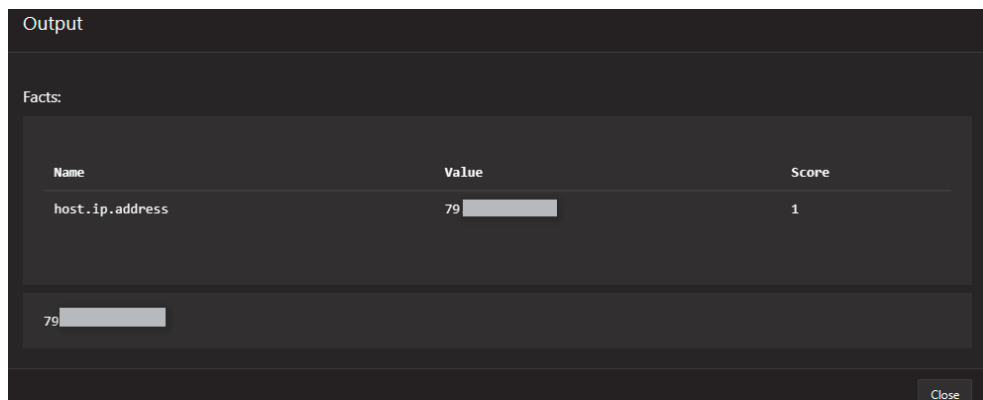 Output
Facts:
Name Value Score
host.ip.address 79 1
79
Close